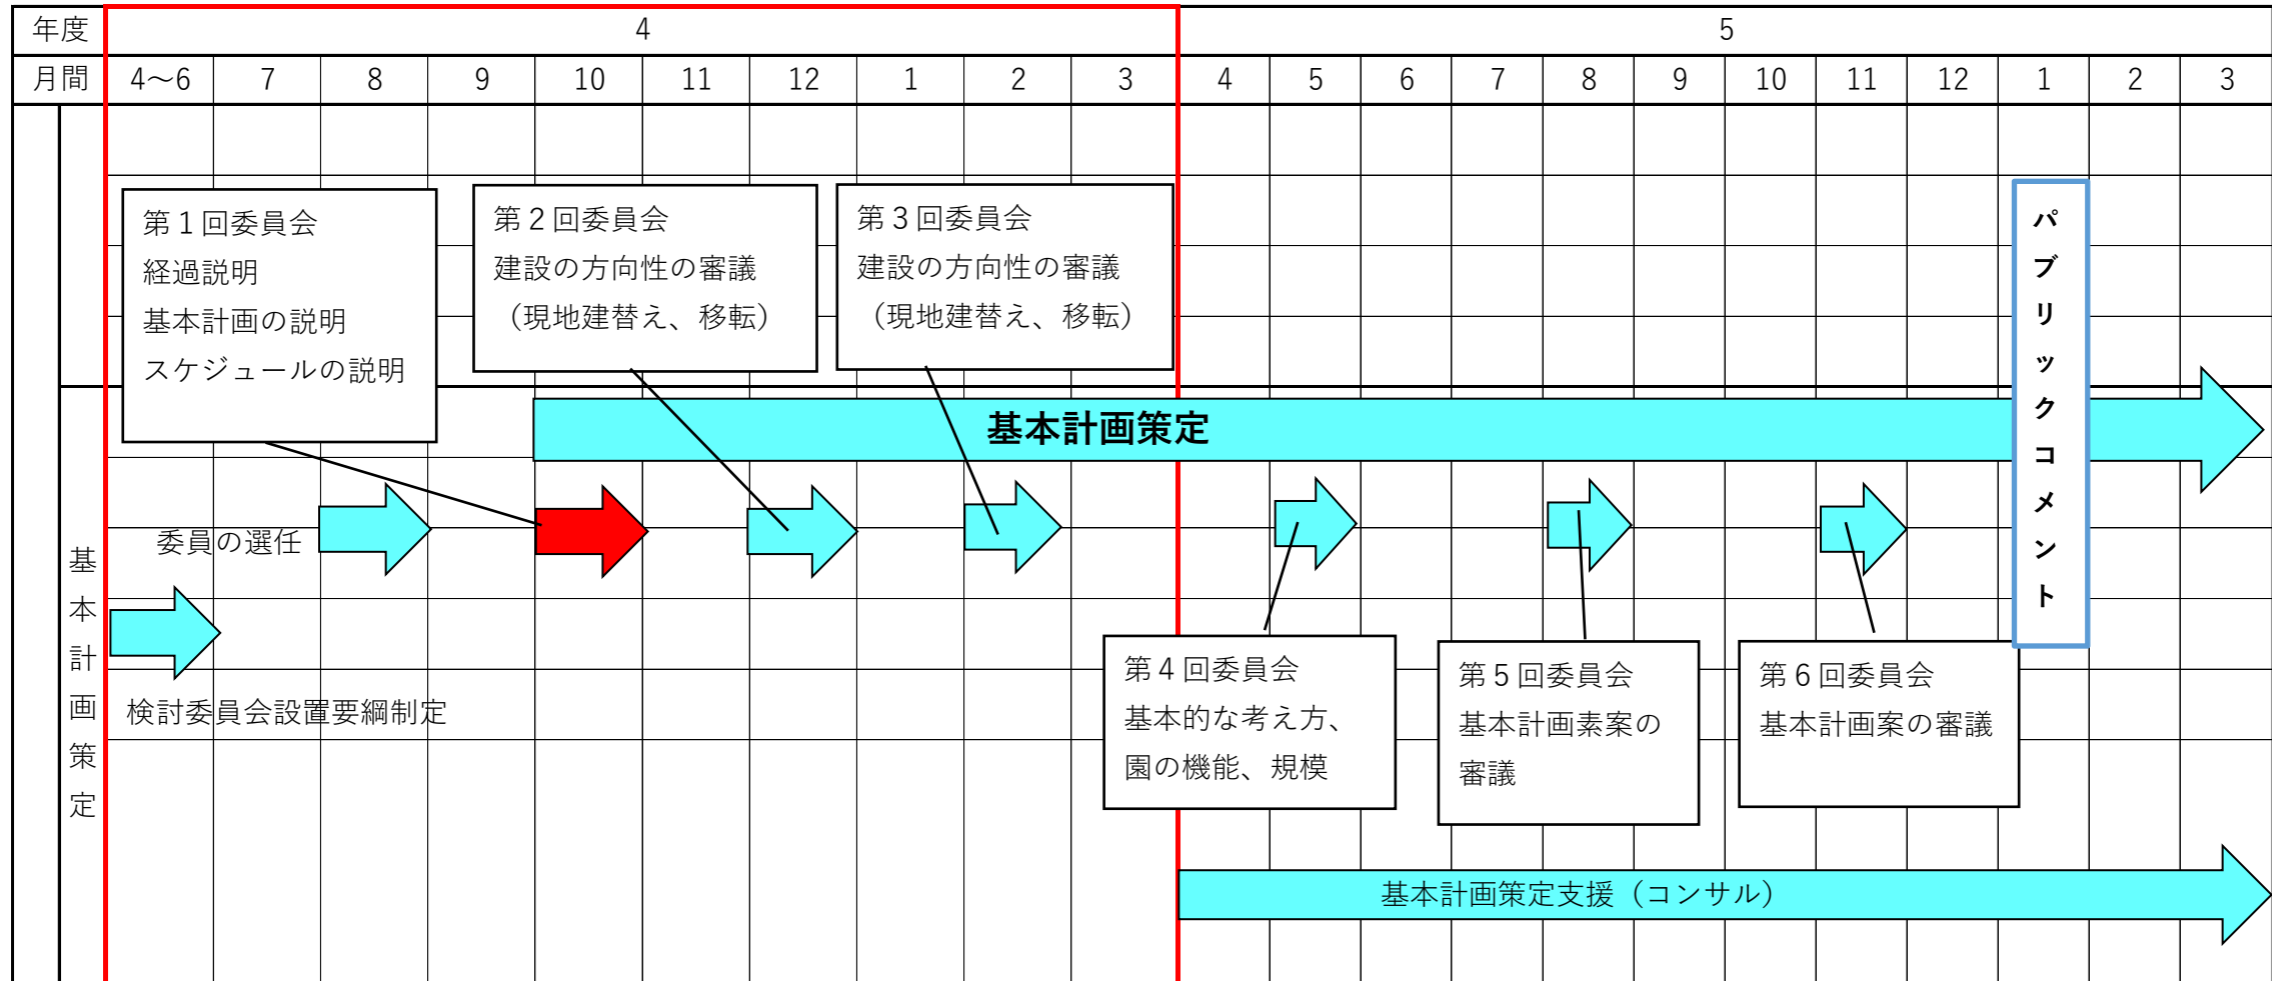 年度 4 5
月間 4～6 7 8 9 10 11 12 1 2 3 4 5 6 7 8 9 10 11 12 1 2 3
第１回委員会
経過説明
基本計画の説明
スケジュールの説明
第２回委員会
建設の方向性の審議
（現地建替え、移転）
第３回委員会
建設の方向性の審議
（現地建替え、移転）
パブリックコメント
基本計画策定
委員の選任
基本計画策定
検討委員会設置要綱制定
第４回委員会
基本的な考え方、
園の機能、規模
第５回委員会
基本計画素案の
審議
第６回委員会
基本計画案の審議
基本計画策定支援（コンサル）